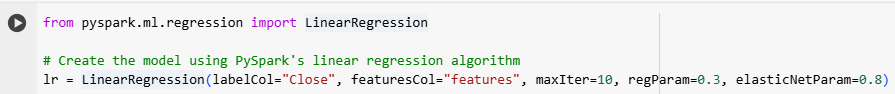 from pyspark.ml.regression import LinearRegression
# Create the model using PySpark's linear regression algorithm
lr = LinearRegression(labelCol="Close", featuresCol="features", maxIter=10, regParam=0.3, elasticNetParam=0.8)